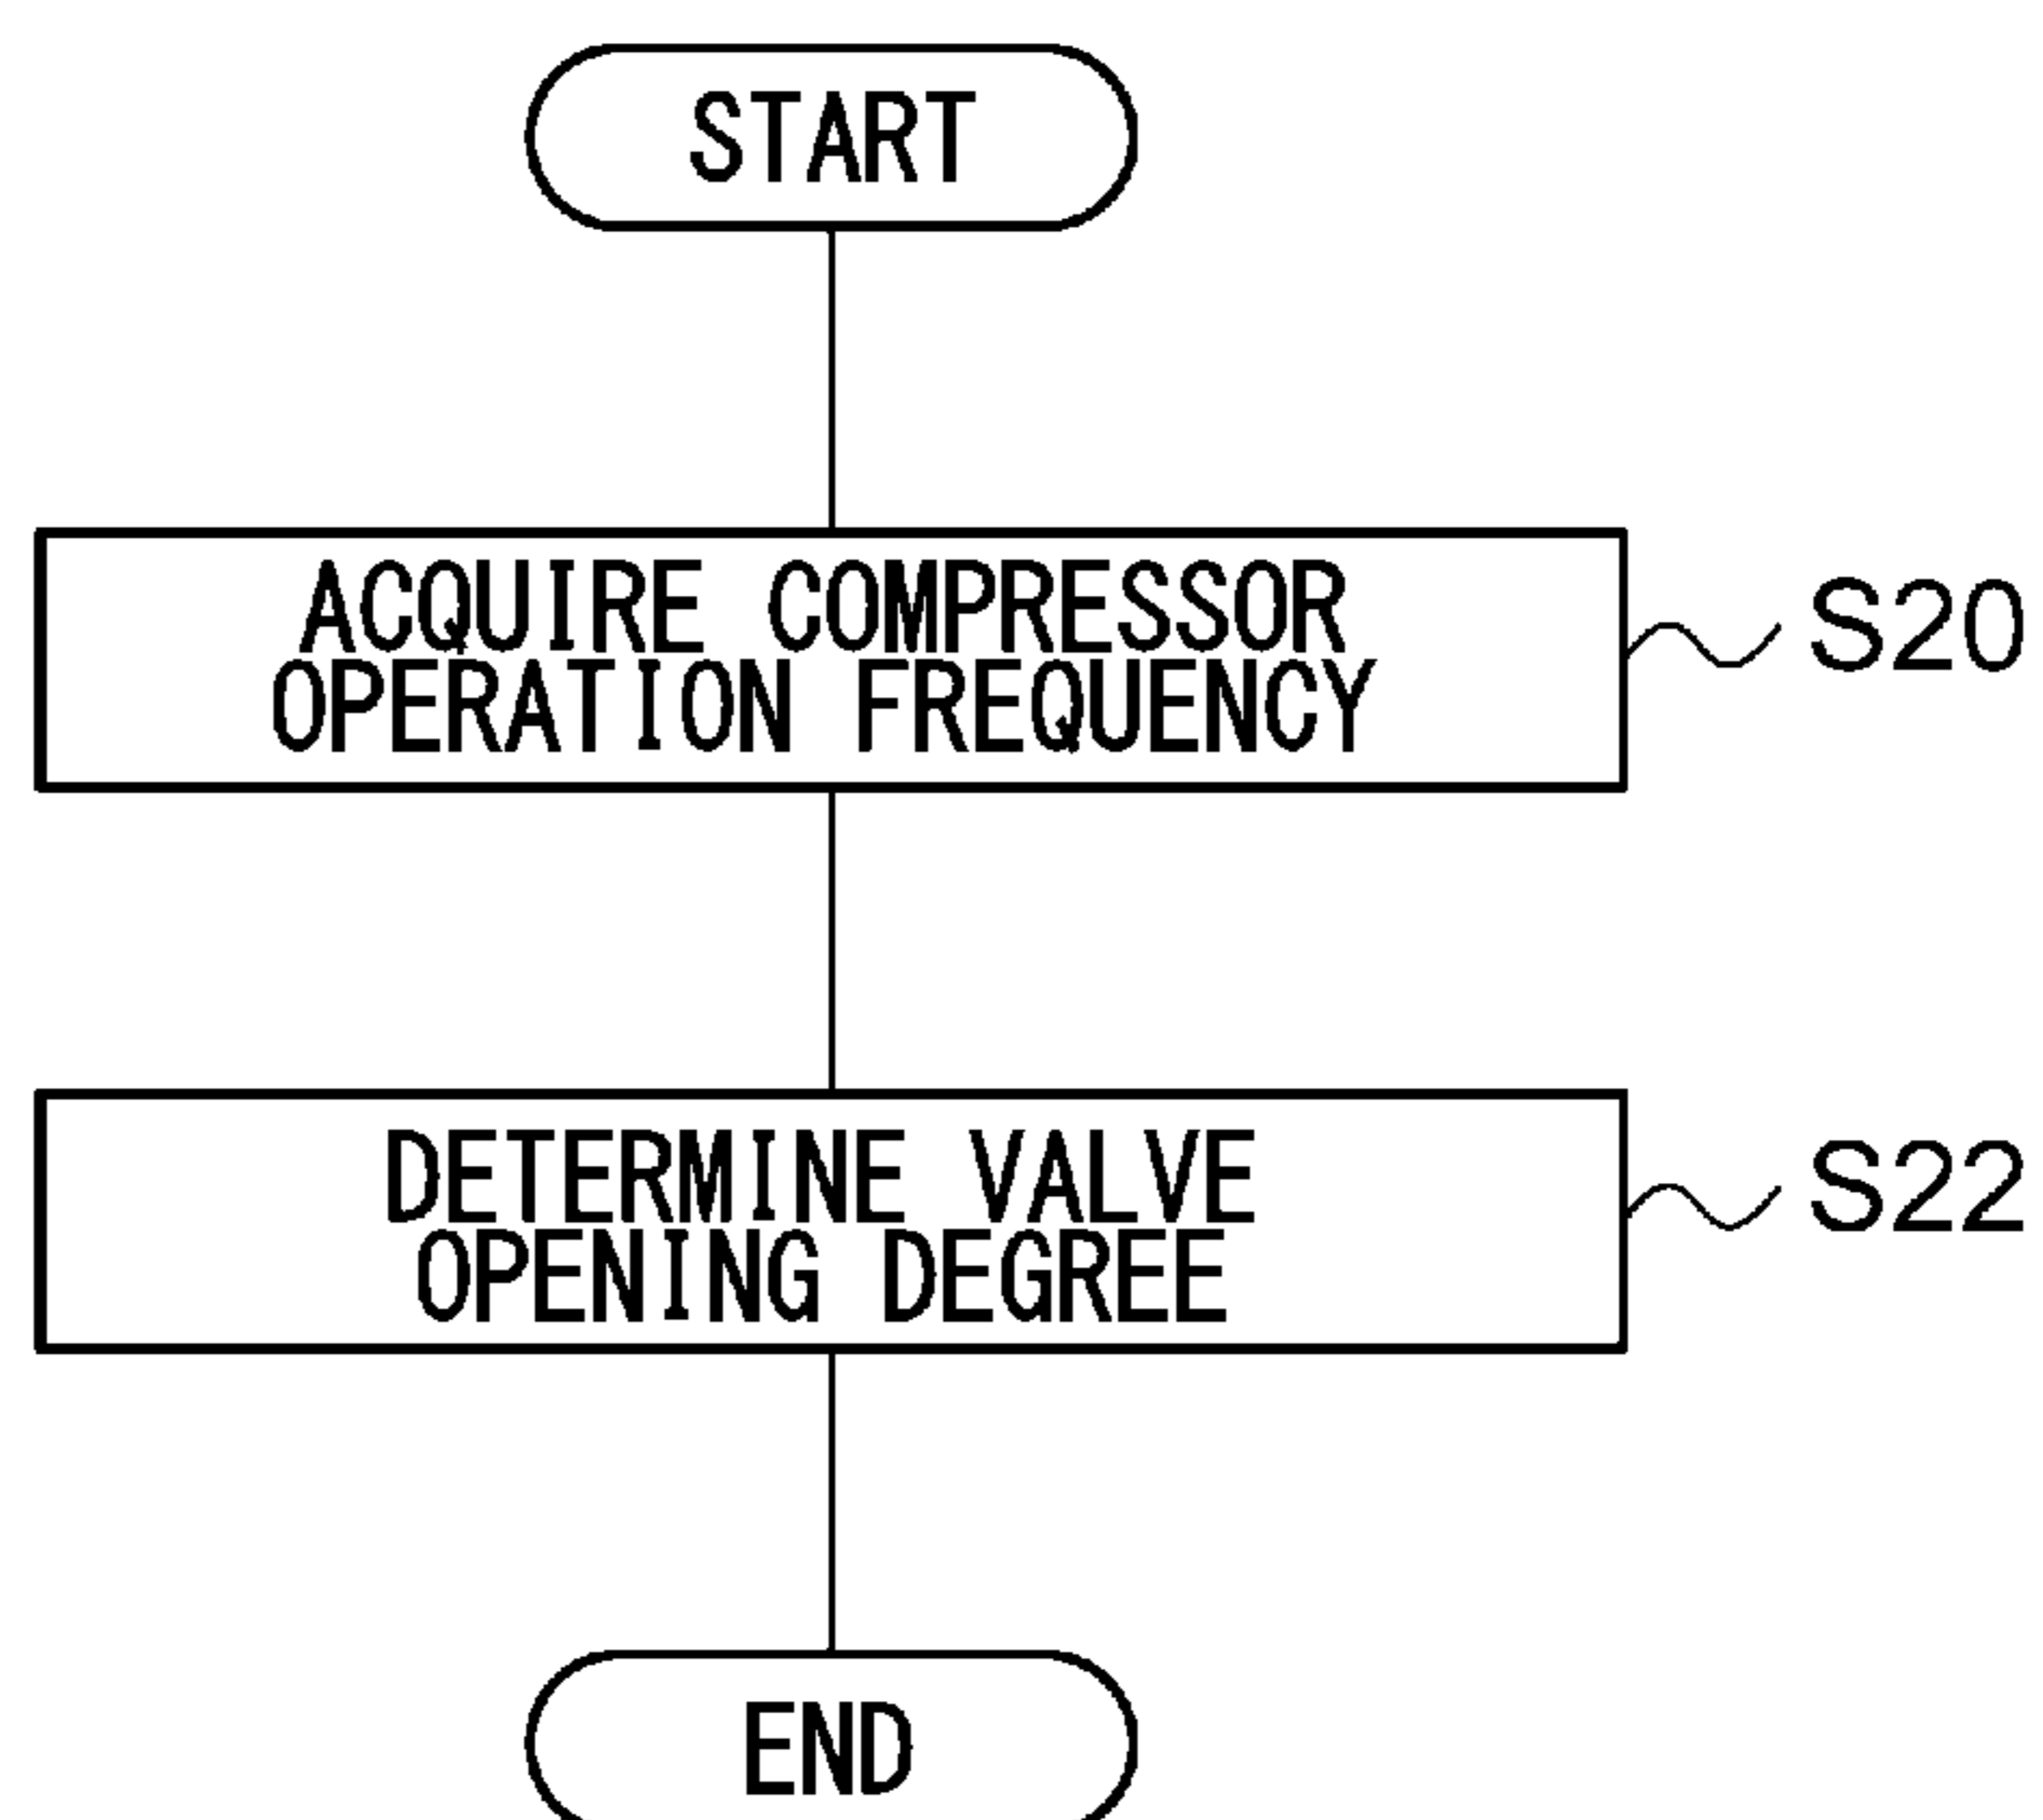 START
ACQUIRE COMPRESSOR
OPERATION FREQUENCY
S20
DETERMINE VALVE
OPENING DEGREE
S22
END